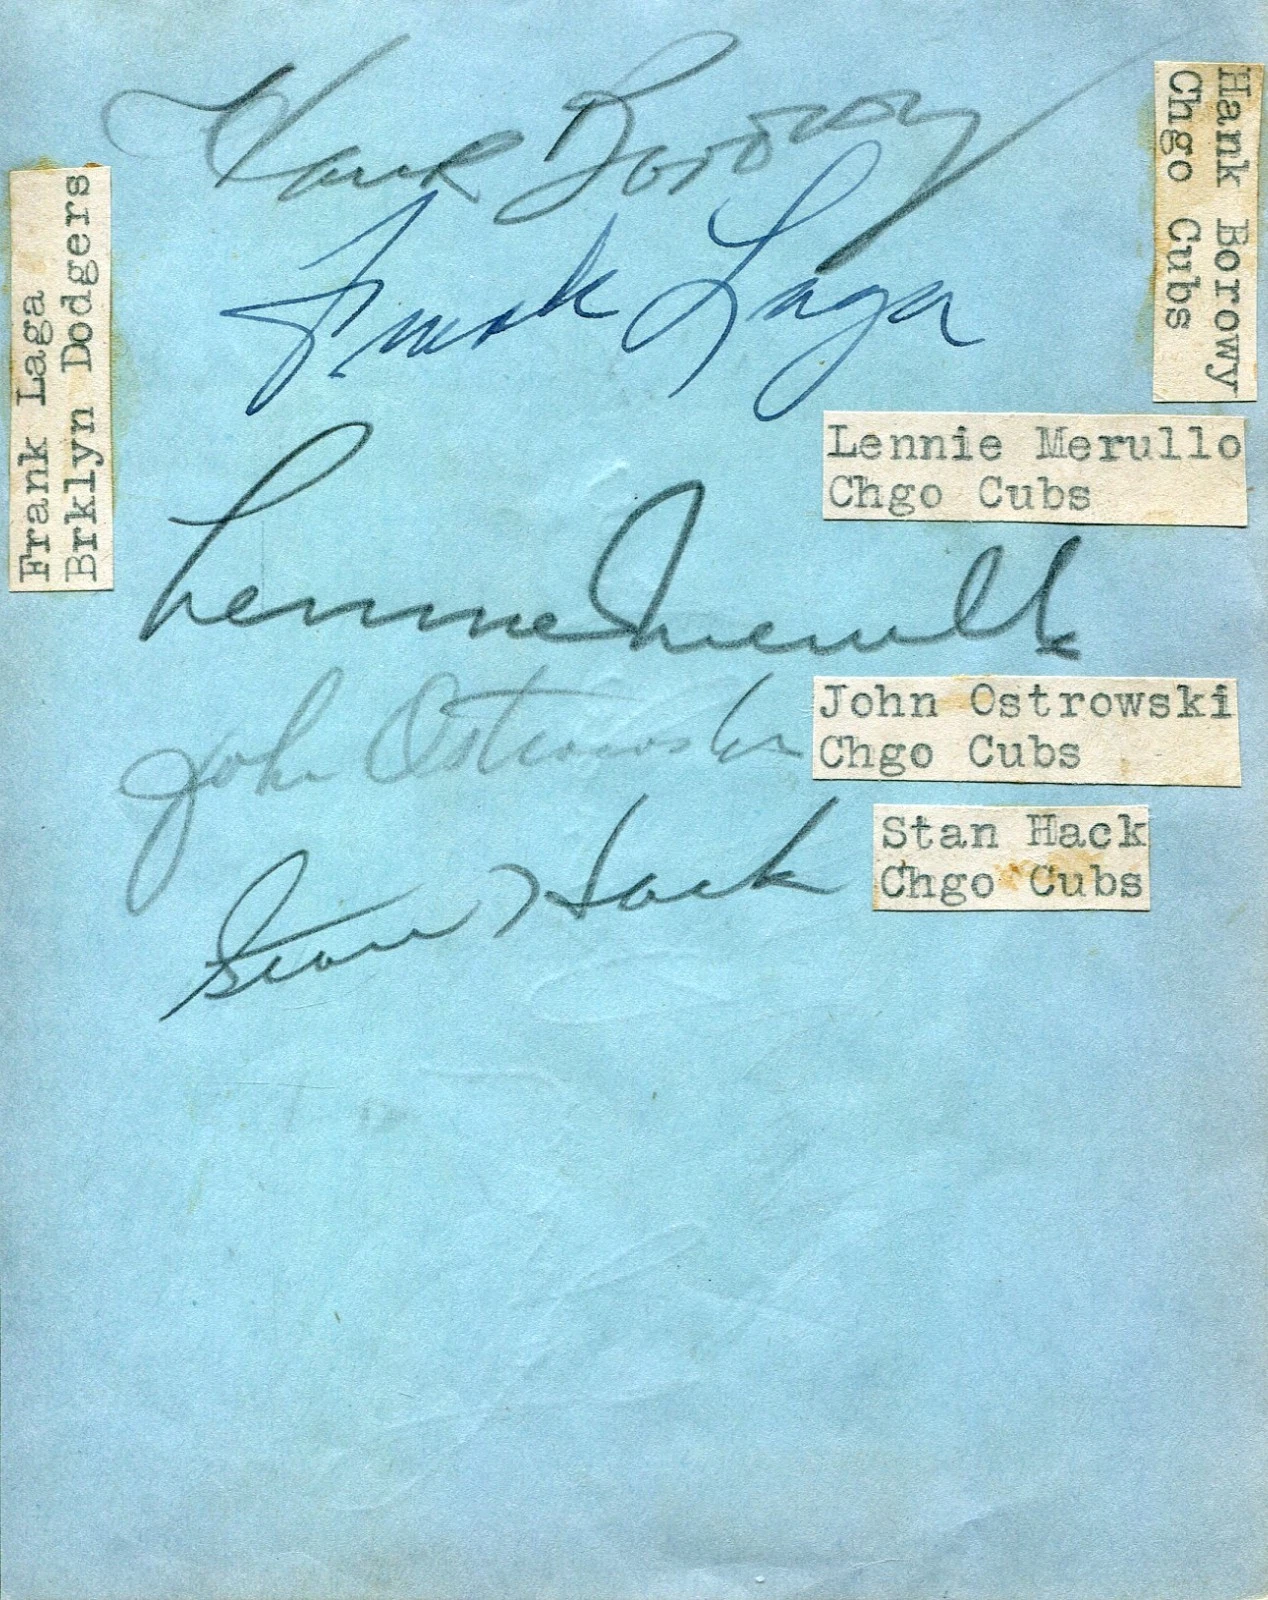 Hank Borowy
Hank Borowy
Chgo Cubs
Frank Laga
Frank Laga
Brklyn Dodgers
Lennie Merullo
Chgo Cubs
Lennie Merullo
John Ostrowski
John Ostrowski
Chgo Cubs
Stan Hack
Chgo Cubs
Stan Hack